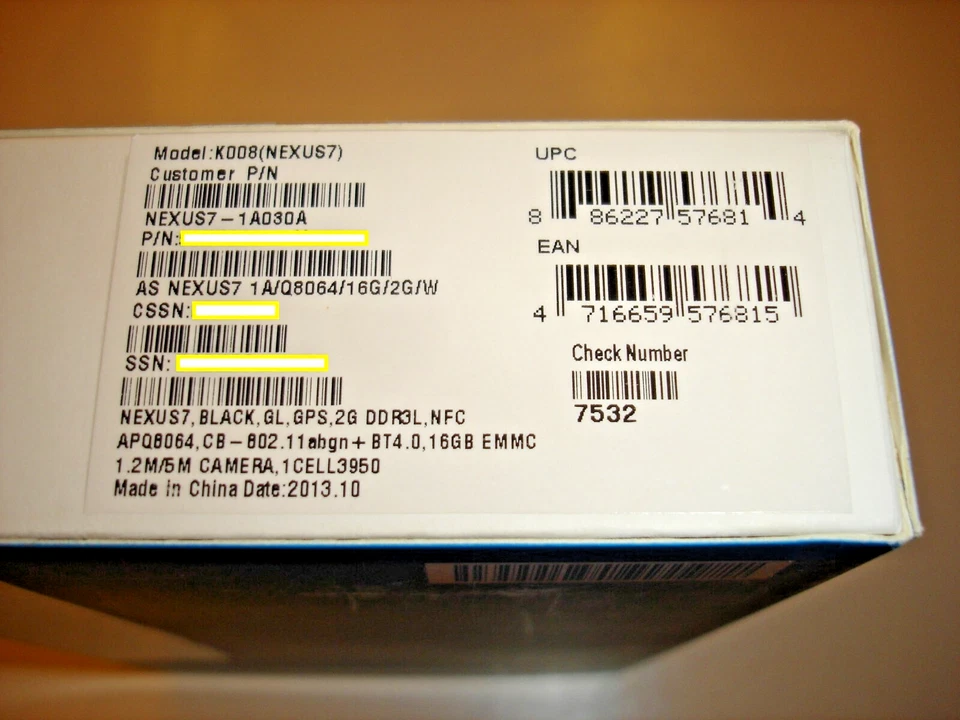 Model:K008(NEXUS7)
Customer P/N
NEXUS7-1A030A
P/N:
AS NEXUS7 1A/Q8064/16G/2G/W
CSSN:
SSN:
NEXUS7,BLACK,GL,GPS,2G DDR3L,NFC
APQ8064,CB-802.11abgn+BT4.0,16GB EMMC
1.2M/5M CAMERA,1CELL3950
Made in China Date:2013.10
UPC
8 86227 57681 4
EAN
4 716659 576815
Check Number
7532